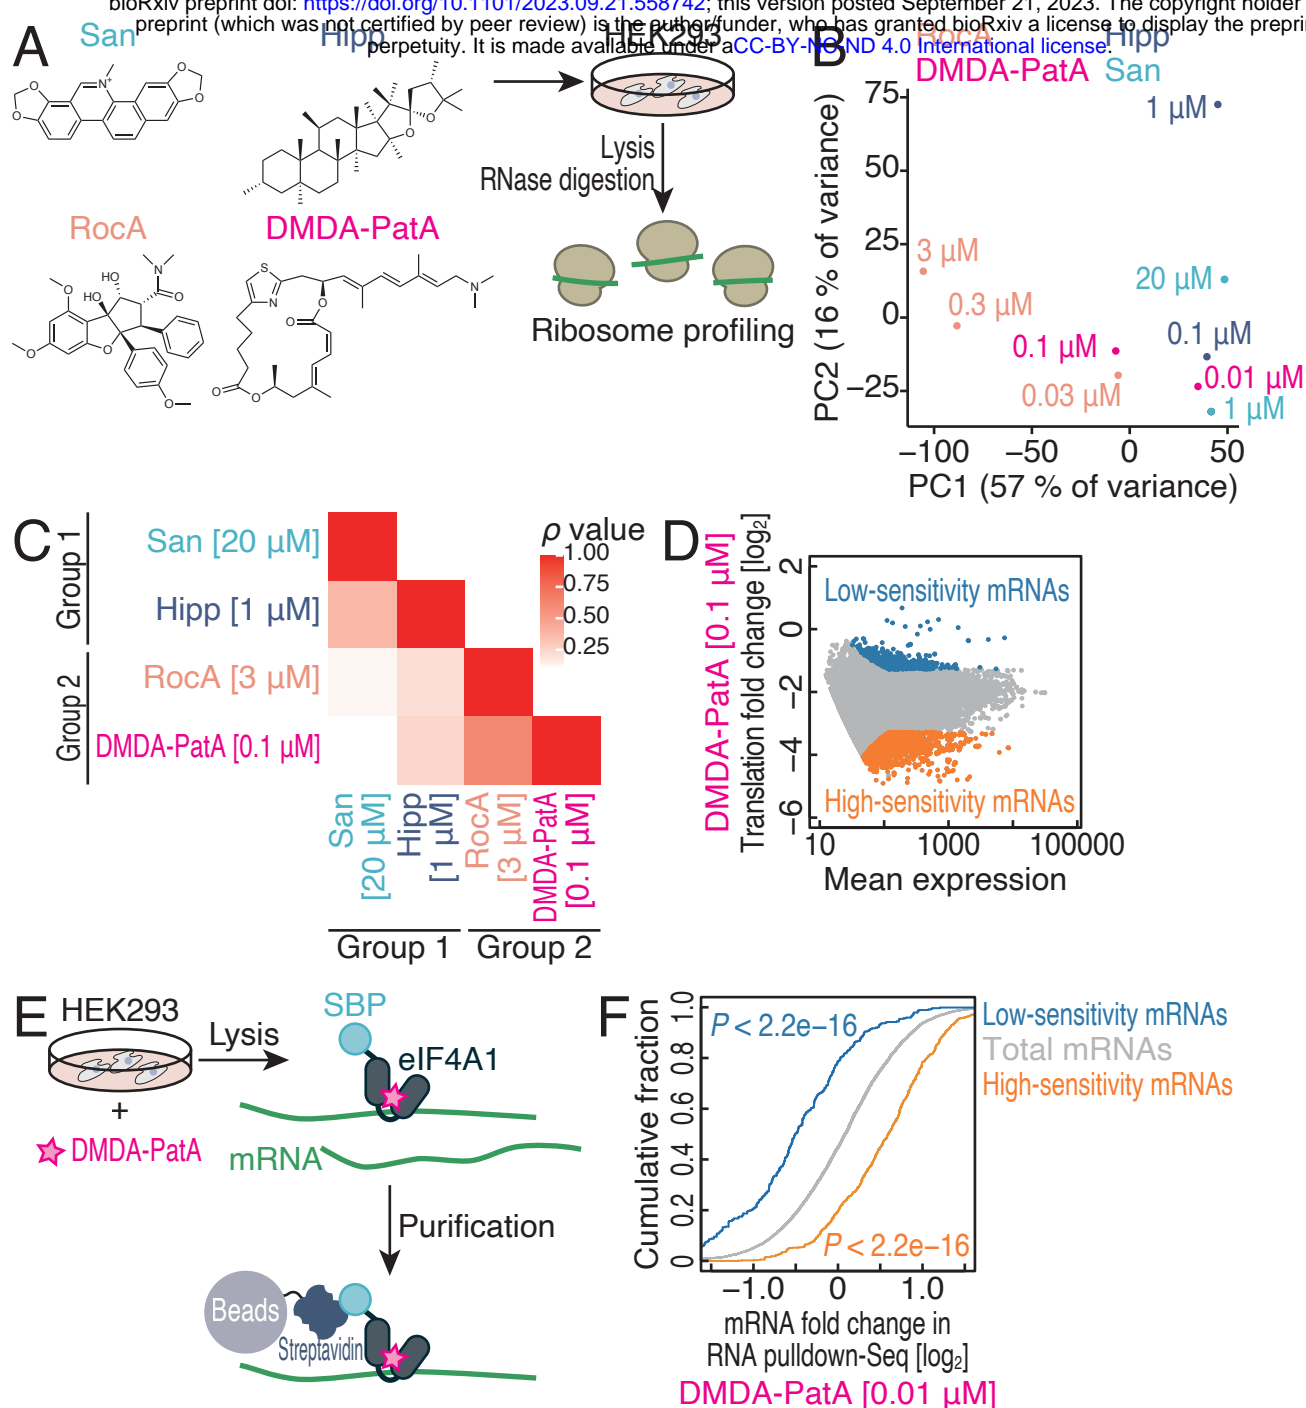 bioRxiv preprint doi: https://doi.org/10.1101/2023.09.21.558742; this version posted September 21, 2023. The copyright holder
preprint (which was not certified by peer review) is the author/funder, who has granted bioRxiv a license to display the preprin
perpetuity. It is made available under aCC-BY-NC-ND 4.0 International license.
A
San
Hipp
HEK293
Lysis
RNase digestion
Ribosome profiling
RocA
DMDA-PatA
N+
O
O
O
O
O
O
HO
HO
N
O
O
O
O
O
S
N
O
O
O
O
N
B
RocA
Hipp
DMDA-PatA
San
PC2 (16 % of variance)
75
50
25
0
−25
1 µM
3 µM
20 µM
0.3 µM
0.1 µM
0.1 µM
0.01 µM
0.03 µM
1 µM
−100
−50
0
50
PC1 (57 % of variance)
C
Group 1
Group 2
San [20 µM]
Hipp [1 µM]
RocA [3 µM]
DMDA-PatA [0.1 µM]
ρ value
1.00
0.75
0.50
0.25
San
[20 µM]
Hipp
[1 µM]
RocA
[3 µM]
DMDA-PatA
[0.1 µM]
Group 1
Group 2
D
DMDA-PatA [0.1 µM]
Translation fold change [log2]
2
0
−2
−4
−6
Low-sensitivity mRNAs
High-sensitivity mRNAs
10
1000
100000
Mean expression
E
HEK293
+
DMDA-PatA
Lysis
SBP
eIF4A1
mRNA
Purification
Beads
Streptavidin
F
Cumulative fraction
1.0
0.8
0.6
0.4
0.2
0
P < 2.2e−16
P < 2.2e−16
Low-sensitivity mRNAs
Total mRNAs
High-sensitivity mRNAs
−1.0
0
1.0
mRNA fold change in
RNA pulldown-Seq [log2]
DMDA-PatA [0.01 µM]